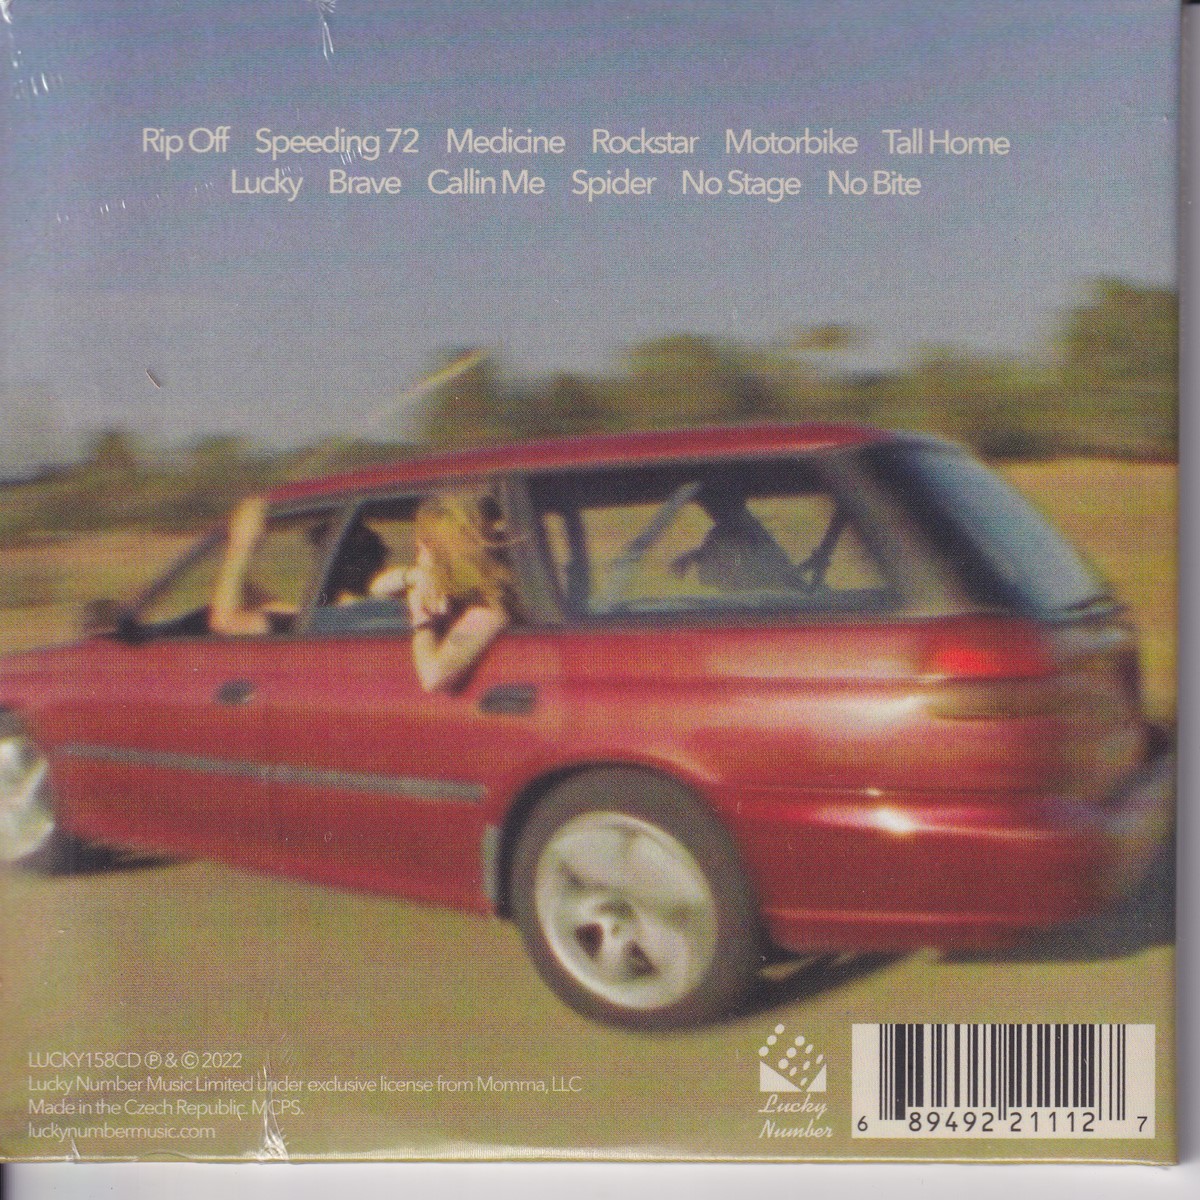 Rip Off Speeding 72 Medicine Rockstar Motorbike Tall Home
Lucky Brave Callin Me Spider No Stage No Bite
LUCKY158CD ℗ & © 2022
Lucky Number Music Limited under exclusive license from Momma, LLC
Made in the Czech Republic. MCPS.
luckynumbermusic.com
Lucky
Number
6 89492 21112 7